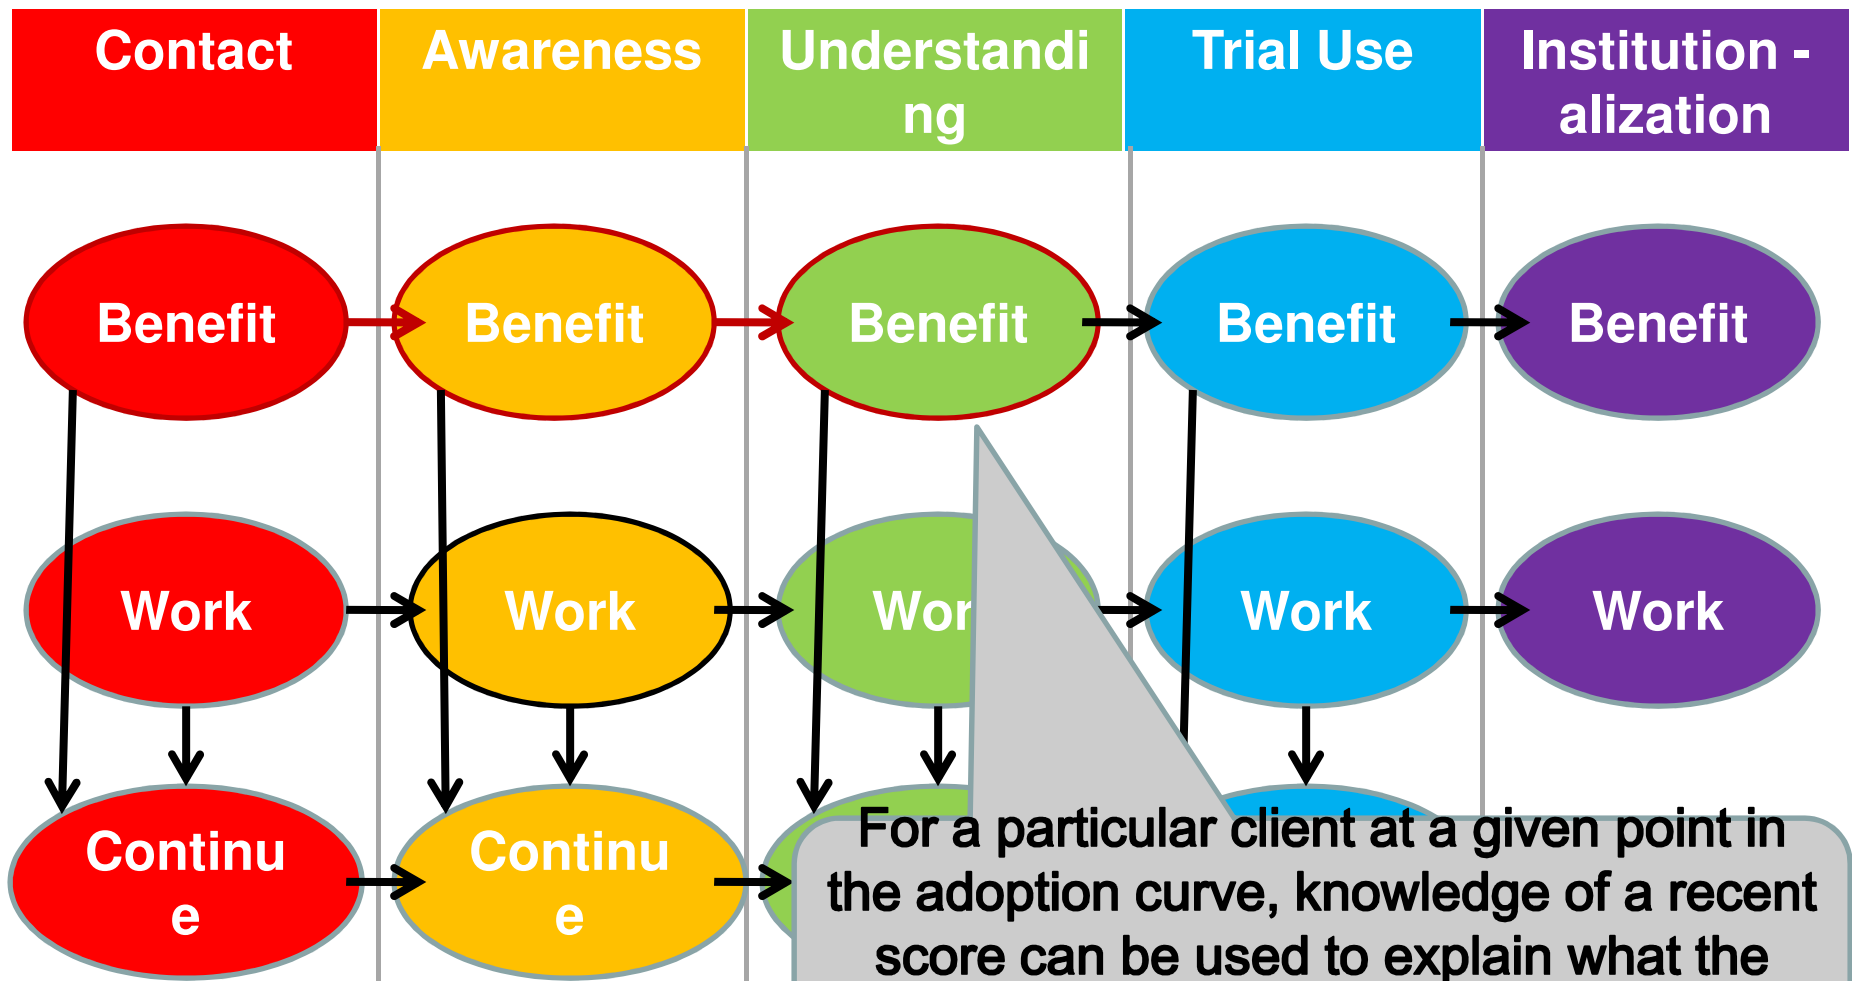 Contact
Awareness
Understandi
ng
Trial Use
Institution -
alization
Benefit
Benefit
Benefit
Benefit
Benefit
Work
Work
Wor
Work
Work
Continu
e
Continu
e
For a particular client at a given point in
the adoption curve, knowledge of a recent
score can be used to explain what the